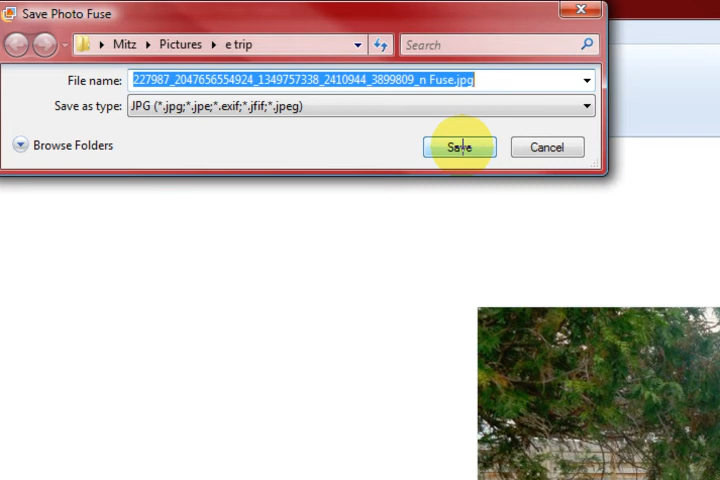 Save Photo Fuse
Mitz Pictures e trip Search
File name: 227987_2047656554924_1349757338_2410944_3899809_n Fuse.jpg
Save as type: JPG (*.jpg;*.jpe;*.exif;*.jfif;*.jpeg)
Browse Folders Save Cancel